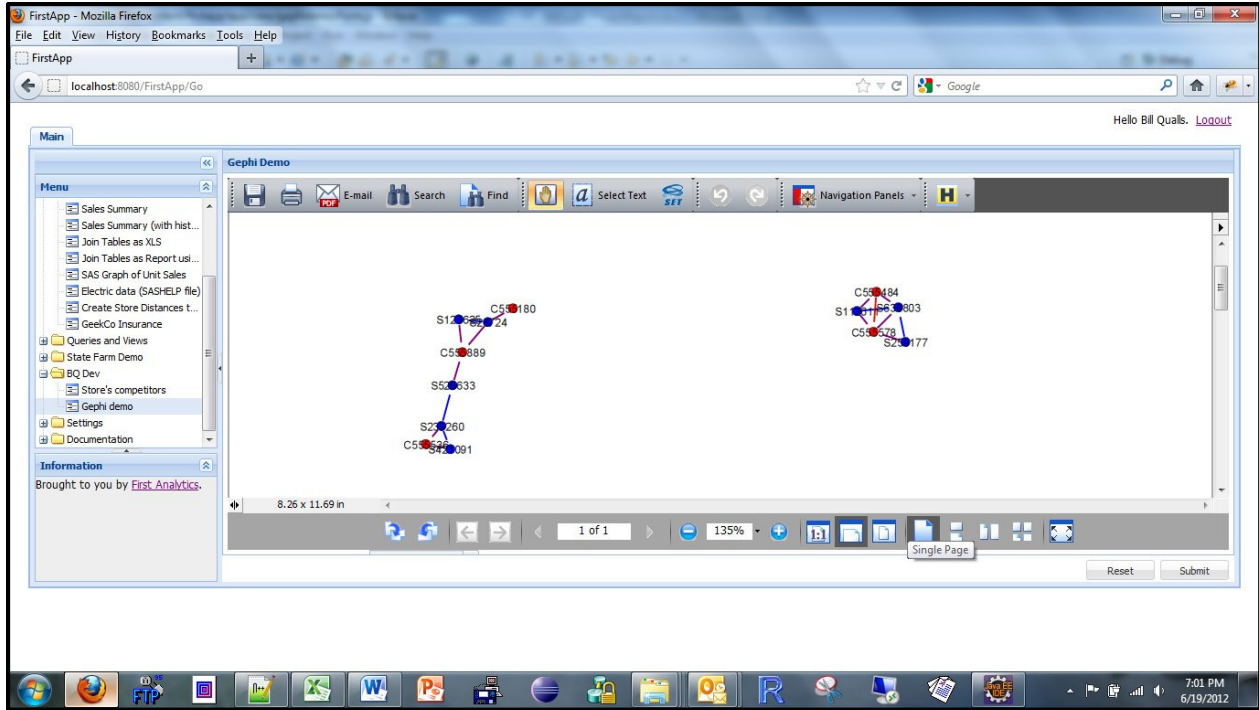 FirstApp - Mozilla Firefox
File Edit View History Bookmarks Tools Help
FirstApp
localhost:8080/FirstApp/Go
Google
Hello Bill Qualls. Logout
Main
Menu
Sales Summary
Sales Summary (with hist...
Join Tables as XLS
Join Tables as Report usi...
SAS Graph of Unit Sales
Electric data (SASHELP file)
Create Store Distances t...
GeekCo Insurance
Queries and Views
State Farm Demo
BQ Dev
Store's competitors
Gephi demo
Settings
Documentation
Information
Brought to you by First Analytics.
Gephi Demo
E-mail Search Find Select Text Navigation Panels
8.26 x 11.69 in
1 of 1
135%
1:1
Single Page
Reset Submit
FTP
7:01 PM
6/19/2012